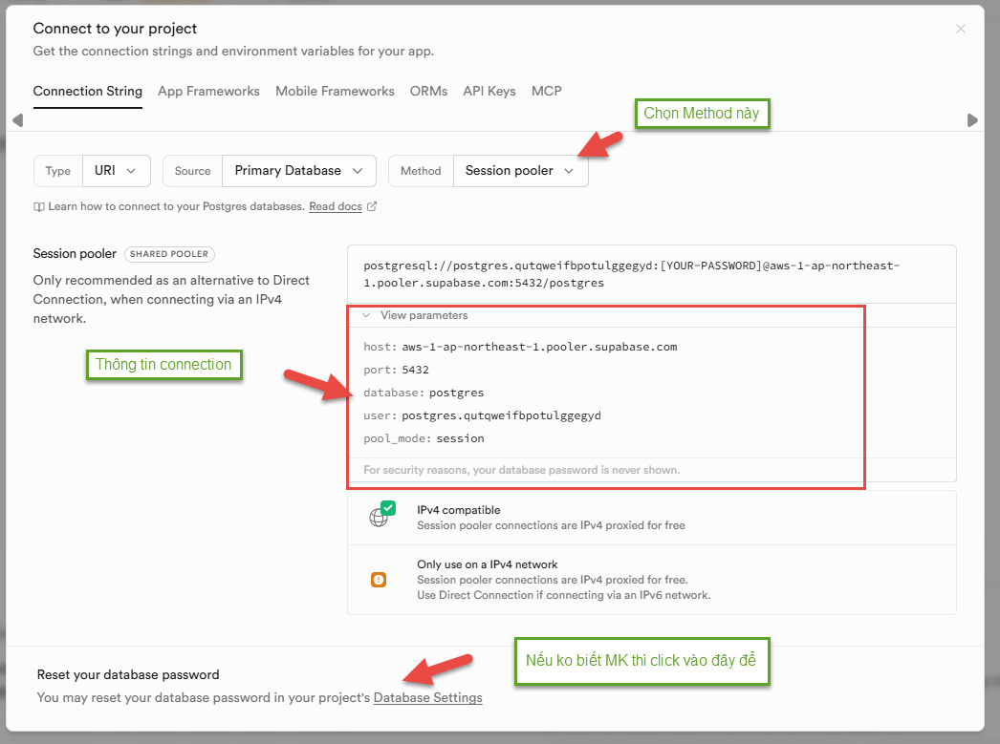 Connect to your project
Get the connection strings and environment variables for your app.
Connection String App Frameworks Mobile Frameworks ORMs API Keys MCP
Chọn Method này
Type URI Source Primary Database Method Session pooler
Learn how to connect to your Postgres databases. Read docs
Session pooler SHARED POOLER
Only recommended as an alternative to Direct
Connection, when connecting via an IPv4
network.
postgresql://postgres.qutqweifbpotulggegyd:[YOUR-PASSWORD]@aws-1-ap-northeast-
1.pooler.supabase.com:5432/postgres
View parameters
host: aws-1-ap-northeast-1.pooler.supabase.com
port: 5432
database: postgres
user: postgres.qutqweifbpotulggegyd
pool_mode: session
For security reasons, your database password is never shown.
Thông tin connection
IPv4 compatible
Session pooler connections are IPv4 proxied for free
Only use on a IPv4 network
Session pooler connections are IPv4 proxied for free.
Use Direct Connection if connecting via an IPv6 network.
Nếu ko biết MK thì click vào đây để
Reset your database password
You may reset your database password in your project's Database Settings